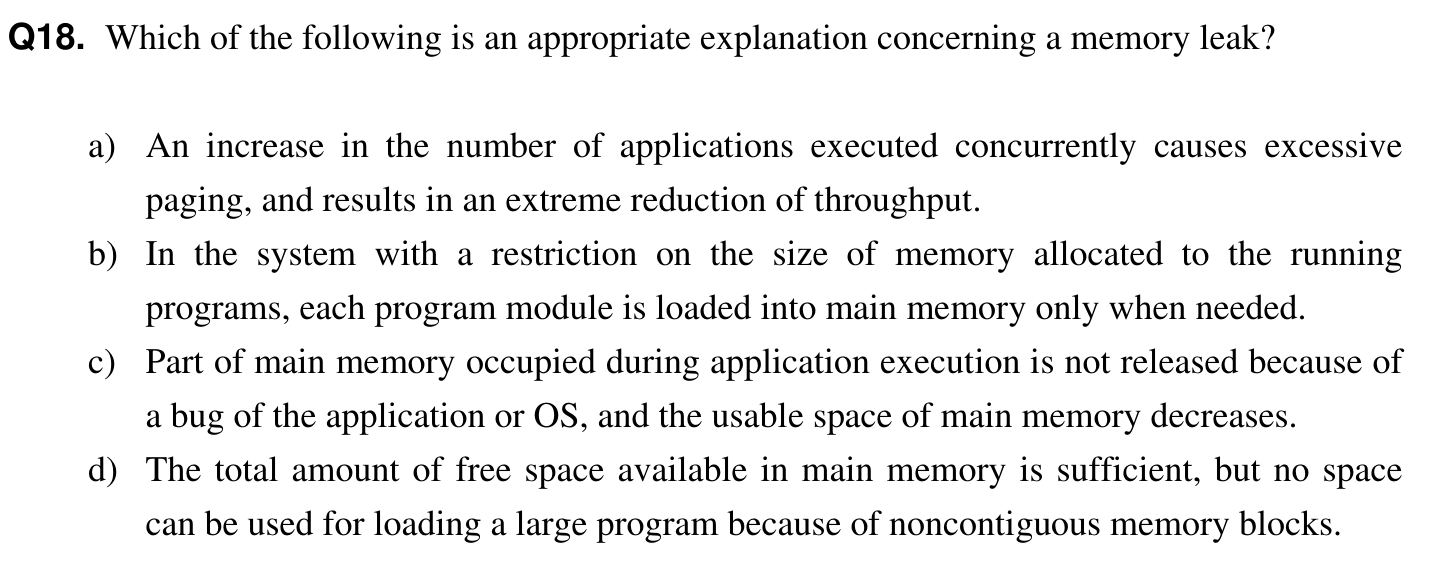 Q18. Which of the following is an appropriate explanation concerning a memory leak?
a) An increase in the number of applications executed concurrently causes excessive
paging, and results in an extreme reduction of throughput.
b) In the system with a restriction on the size of memory allocated to the running
programs, each program module is loaded into main memory only when needed.
c) Part of main memory occupied during application execution is not released because of
a bug of the application or OS, and the usable space of main memory decreases.
d) The total amount of free space available in main memory is sufficient, but no space
can be used for loading a large program because of noncontiguous memory blocks.